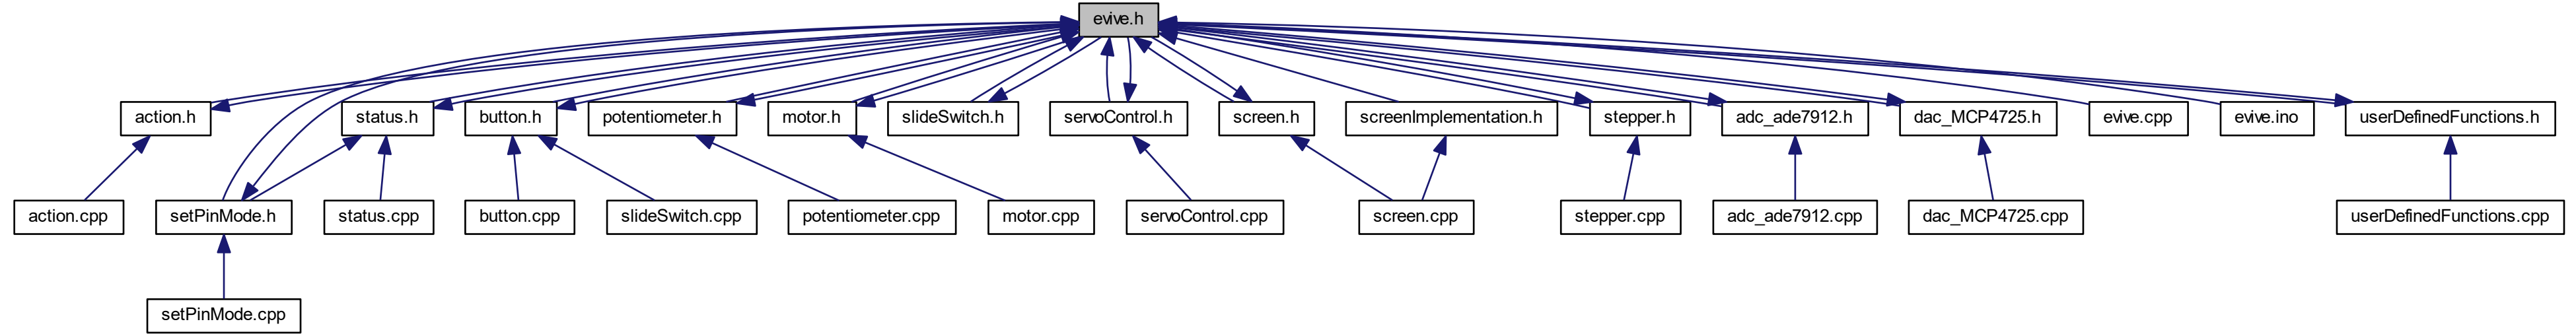 evive.h
action.h
status.h
button.h
potentiometer.h
motor.h
slideSwitch.h
servoControl.h
screen.h
screenImplementation.h
stepper.h
adc_ade7912.h
dac_MCP4725.h
evive.cpp
evive.ino
userDefinedFunctions.h
action.cpp
setPinMode.h
status.cpp
button.cpp
slideSwitch.cpp
potentiometer.cpp
motor.cpp
servoControl.cpp
screen.cpp
stepper.cpp
adc_ade7912.cpp
dac_MCP4725.cpp
userDefinedFunctions.cpp
setPinMode.cpp